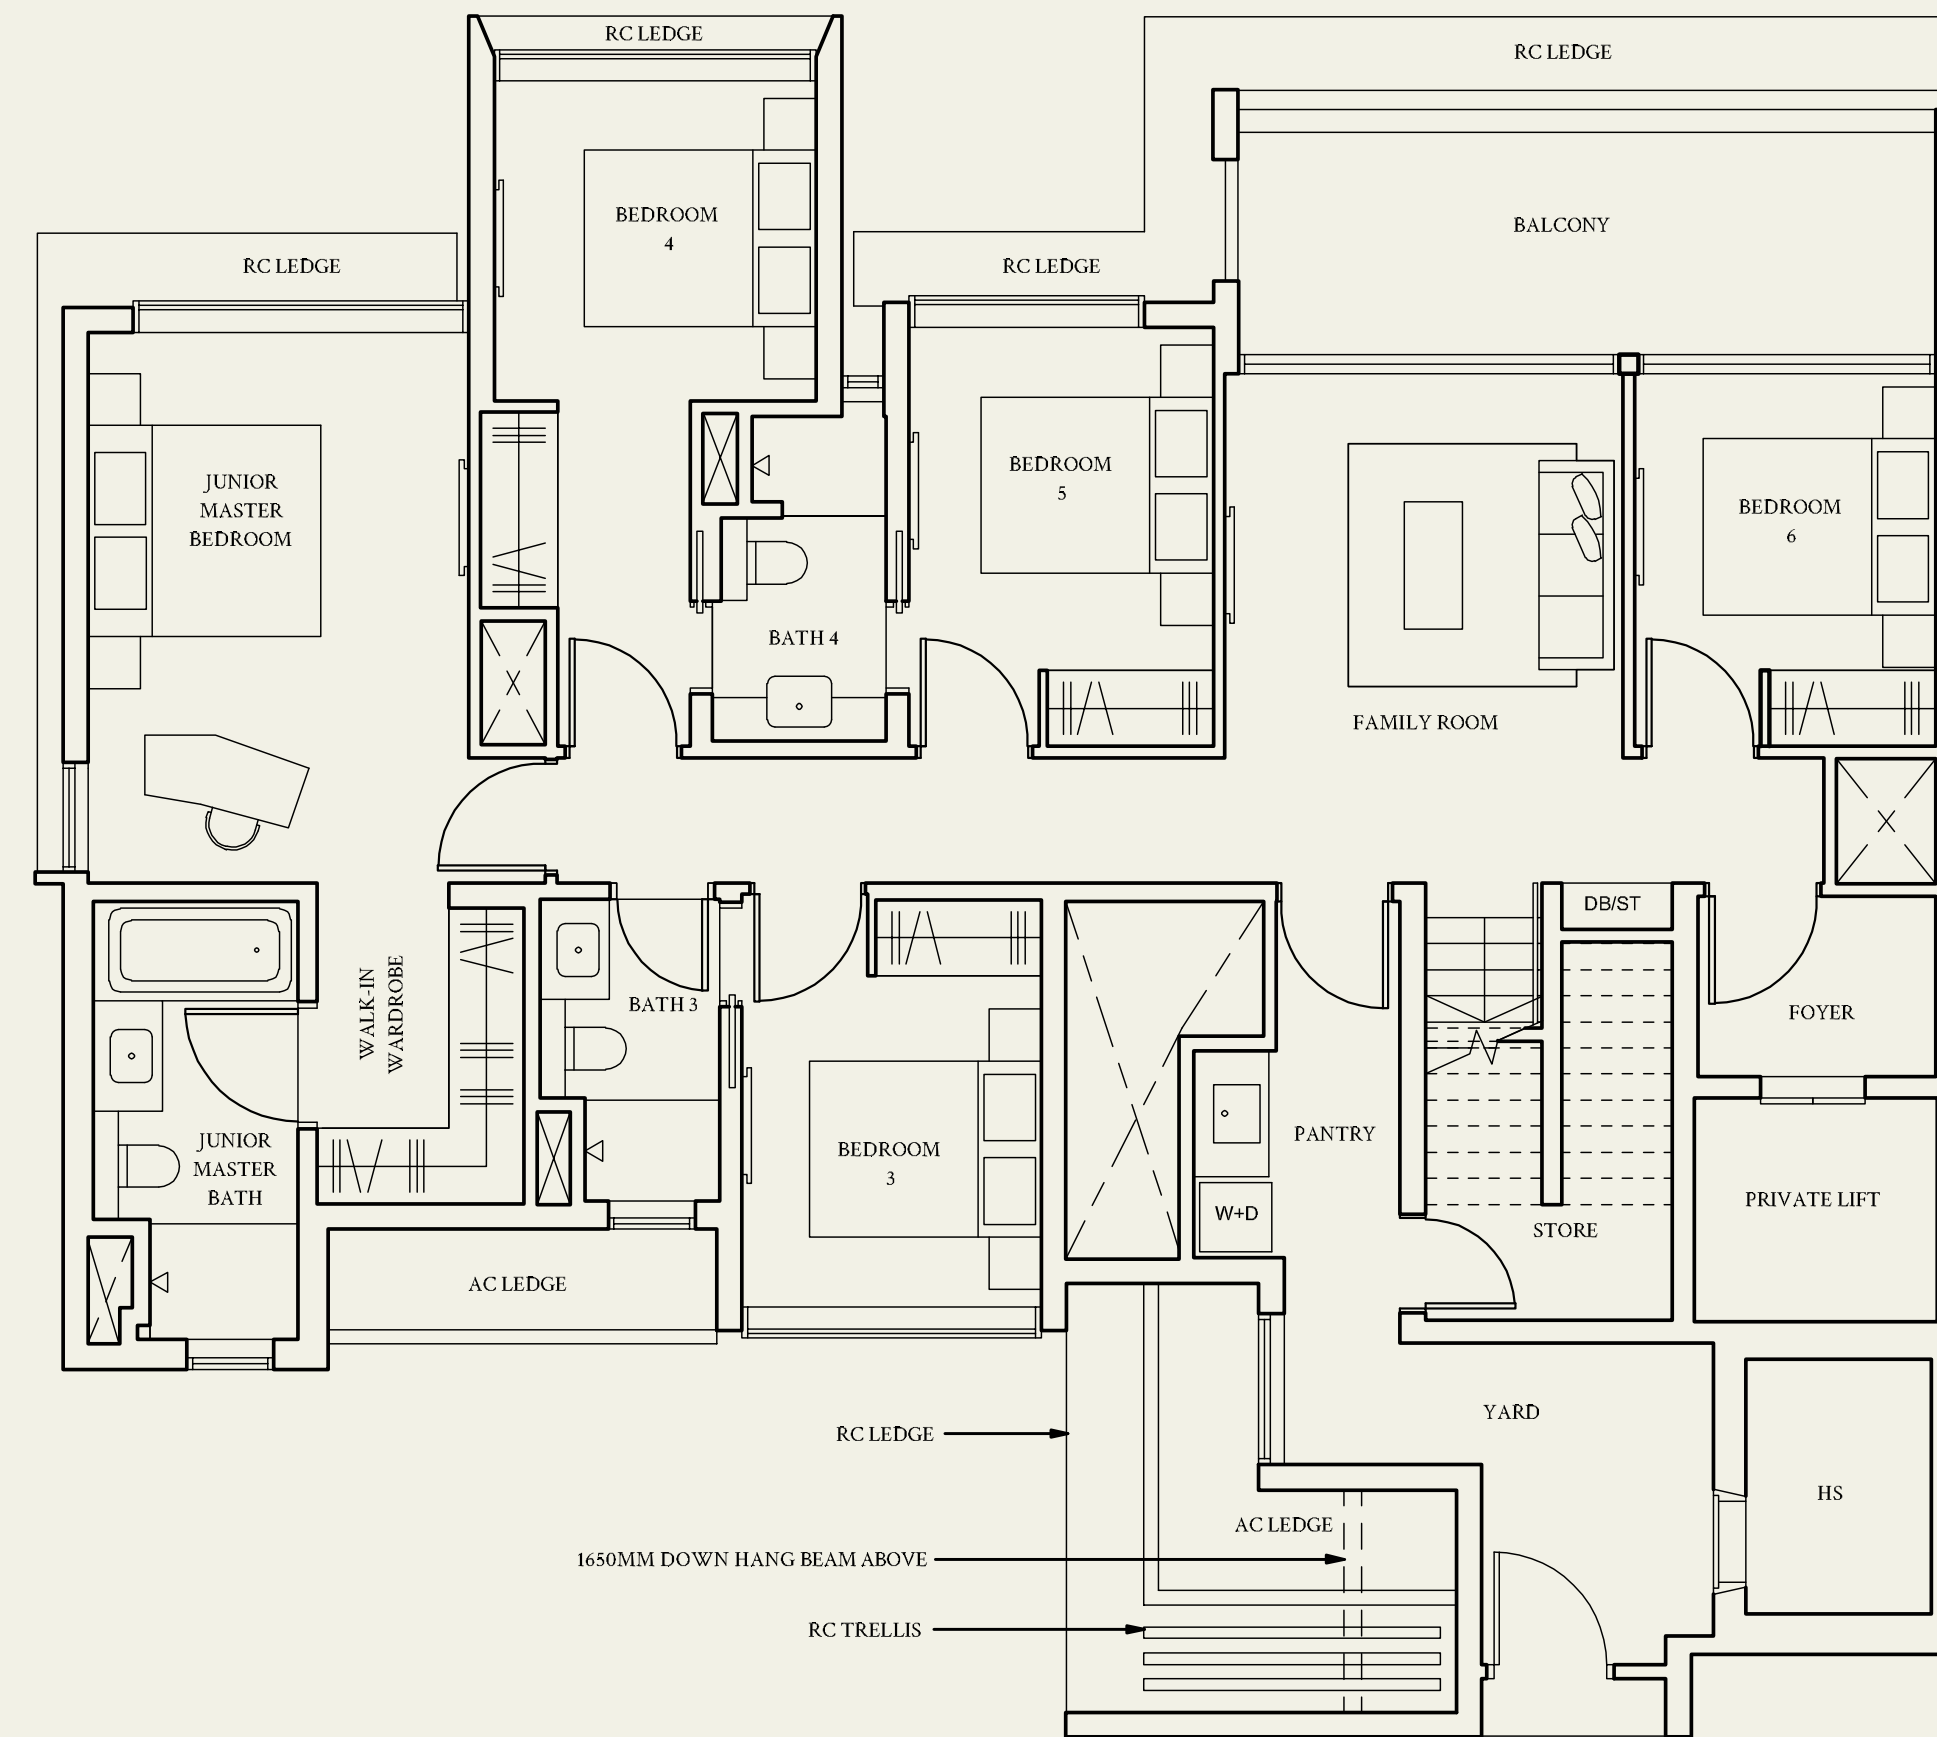 RC LEDGE
RC LEDGE
BEDROOM
4
BALCONY
RC LEDGE
RC LEDGE
JUNIOR
MASTER
BEDROOM
BEDROOM
5
BEDROOM
6
BATH 4
FAMILY ROOM
DB/ST
WALK-IN
WARDROBE
BATH 3
FOYER
JUNIOR
MASTER
BATH
BEDROOM
3
PANTRY
W+D
STORE
PRIVATE LIFT
AC LEDGE
YARD
RC LEDGE
HS
AC LEDGE
1650MM DOWN HANG BEAM ABOVE
RC TRELLIS